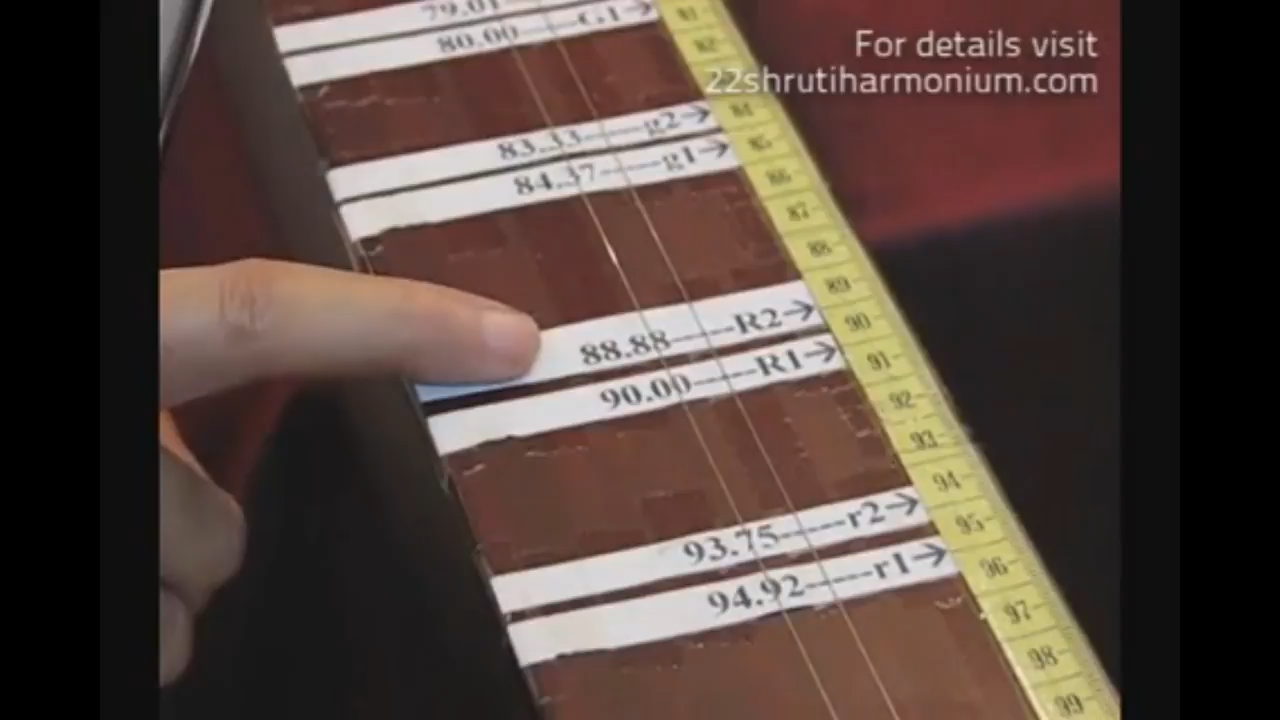 For details visit
22shrutiharmonium.com
79.01
80.00-----G1→
83.33-----g2→
84.37-----g1→
88.88-----R2→
90.00-----R1→
93.75-----r2→
94.92-----r1→
81
82
84
85
86
87
88
89
90
91
92
93
94
95
96
97
98
99